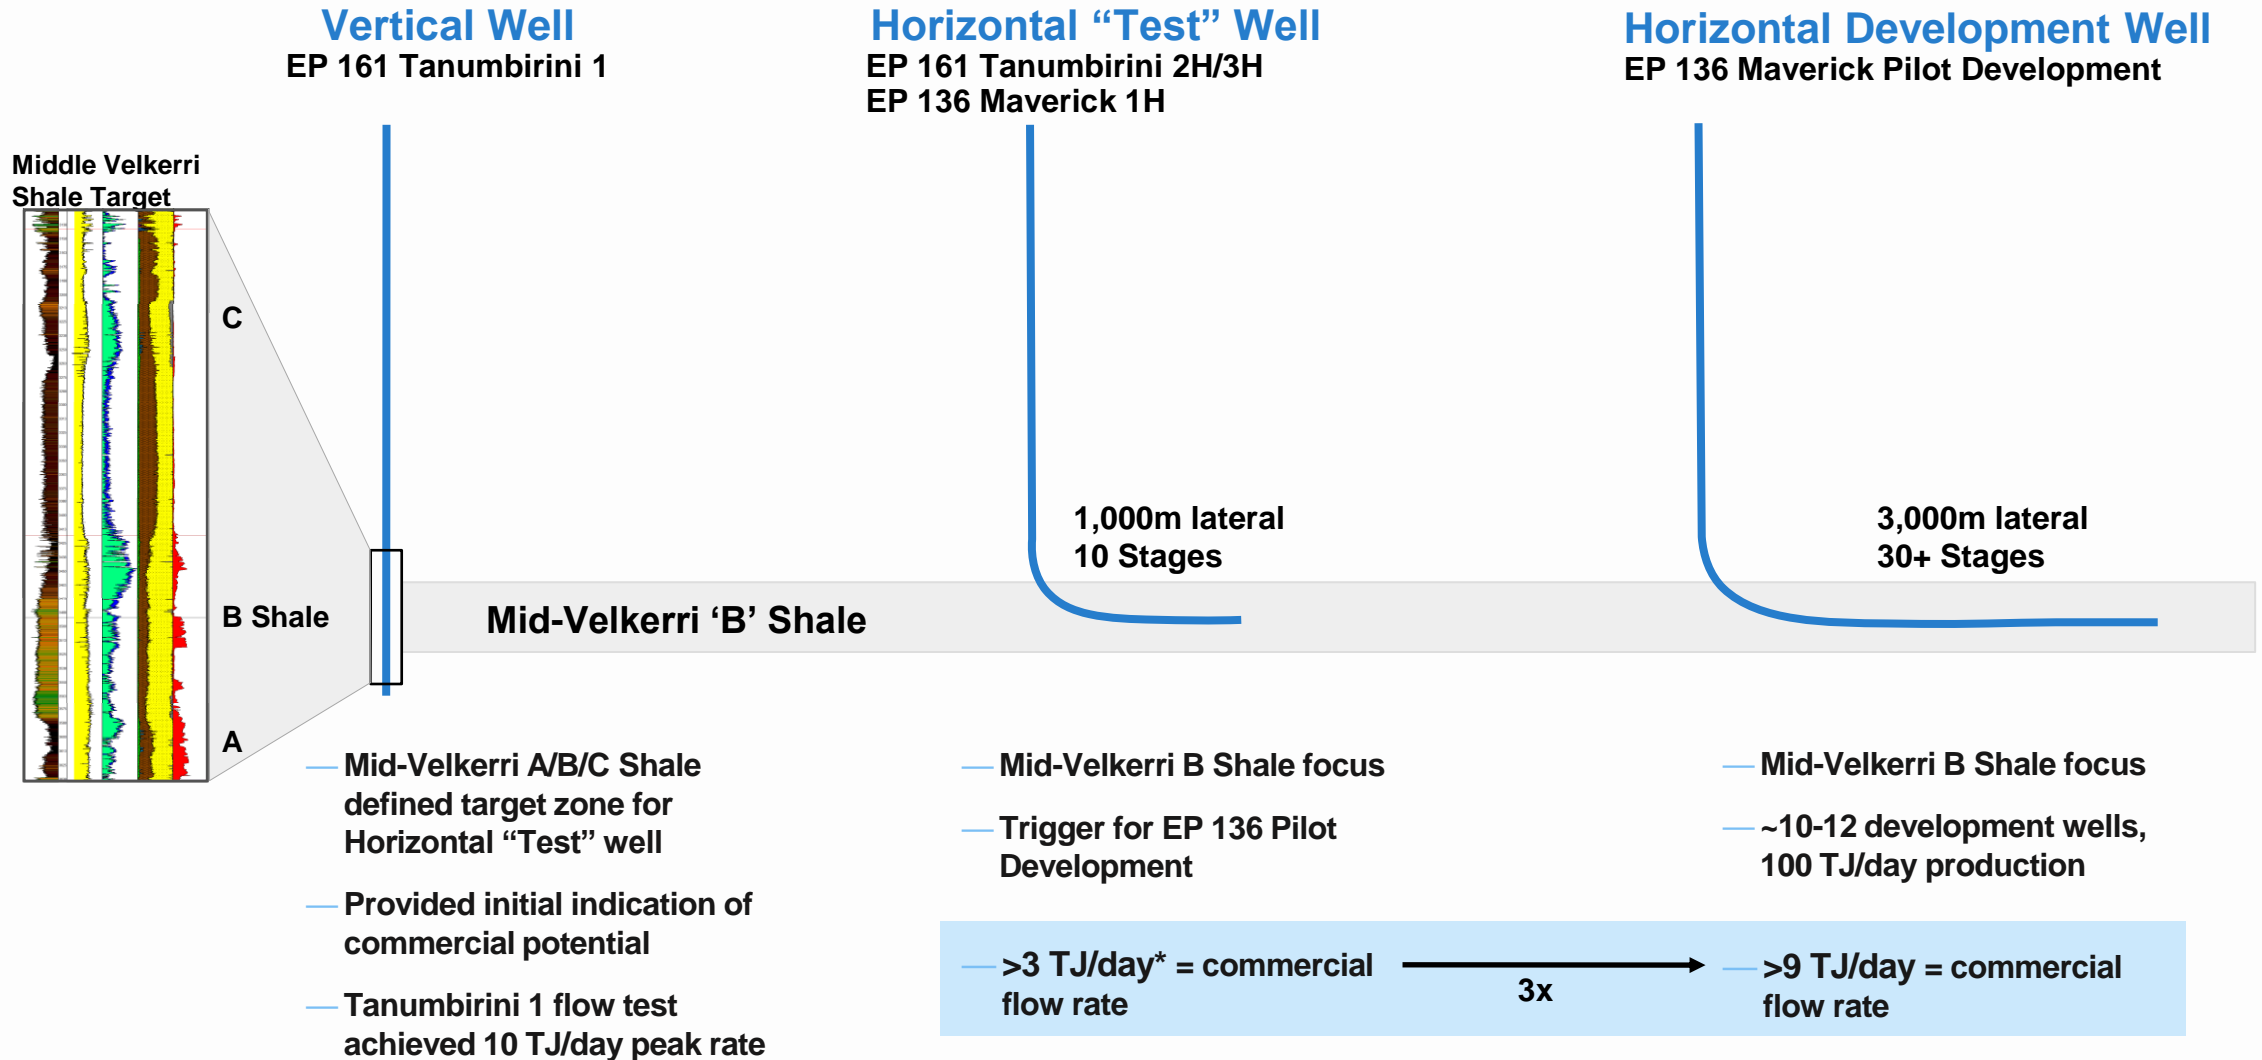 Vertical Well
EP 161 Tanumbirini 1
Horizontal “Test” Well
EP 161 Tanumbirini 2H/3H
EP 136 Maverick 1H
Horizontal Development Well
EP 136 Maverick Pilot Development
Middle Velkerri
Shale Target
C
B Shale
A
Mid-Velkerri ‘B’ Shale
1,000m lateral
10 Stages
3,000m lateral
30+ Stages
— Mid-Velkerri A/B/C Shale
defined target zone for
Horizontal “Test” well
— Provided initial indication of
commercial potential
— Tanumbirini 1 flow test
achieved 10 TJ/day peak rate
— Mid-Velkerri B Shale focus
— Trigger for EP 136 Pilot
Development
— >3 TJ/day* = commercial
flow rate
3x
— Mid-Velkerri B Shale focus
— ~10-12 development wells,
100 TJ/day production
— >9 TJ/day = commercial
flow rate